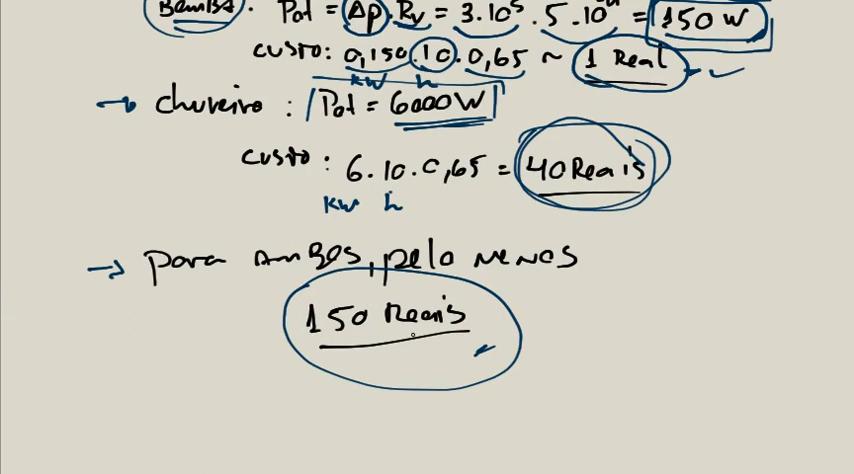 Bomba: Pot = Δp . Rv = 3.10⁵ . 5.10⁻⁴ = 150 W
custo: 0,150 . 10 . 0,65 ~ 1 Real
kw h
→ chuveiro : Pot = 6000 W
custo : 6. 10. 0,65 = 40 Reais
kw h
→ para Ambos, pelo menos
150 Reais